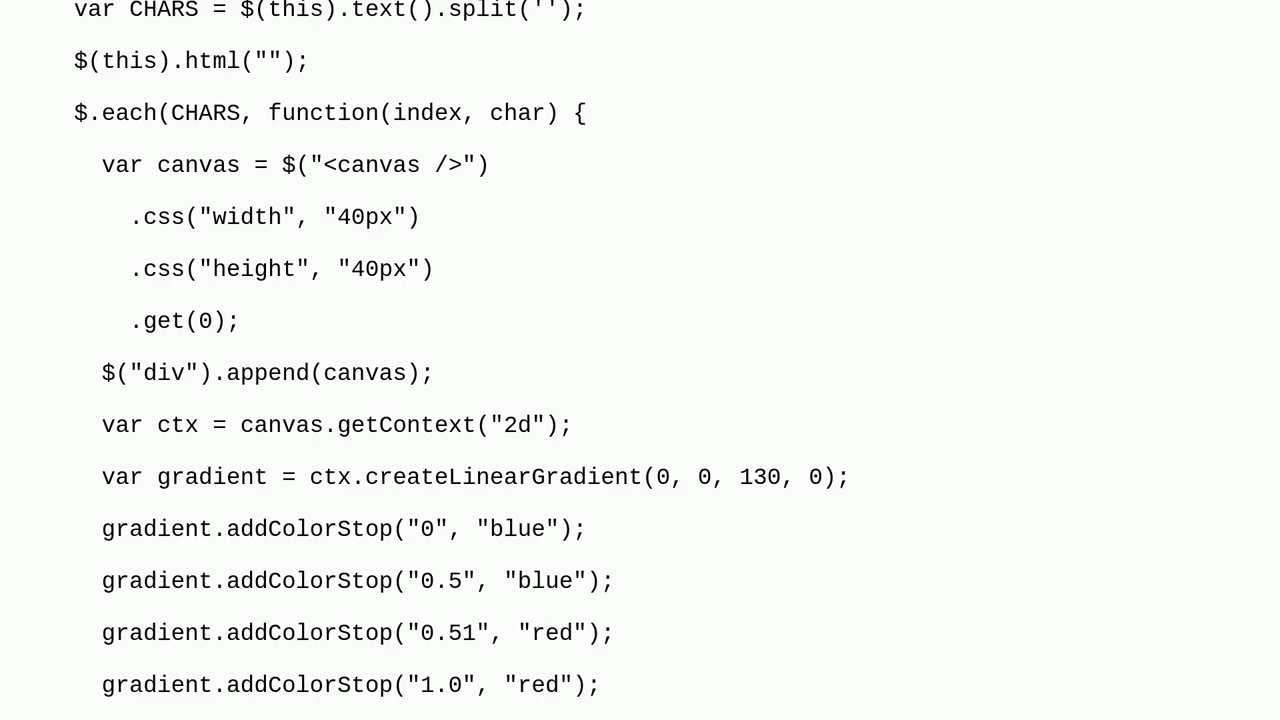 var CHARS = $(this).text().split('');
$(this).html("");
$.each(CHARS, function(index, char) {
var canvas = $("<canvas />")
.css("width", "40px")
.css("height", "40px")
.get(0);
$("div").append(canvas);
var ctx = canvas.getContext("2d");
var gradient = ctx.createLinearGradient(0, 0, 130, 0);
gradient.addColorStop("0", "blue");
gradient.addColorStop("0.5", "blue");
gradient.addColorStop("0.51", "red");
gradient.addColorStop("1.0", "red");